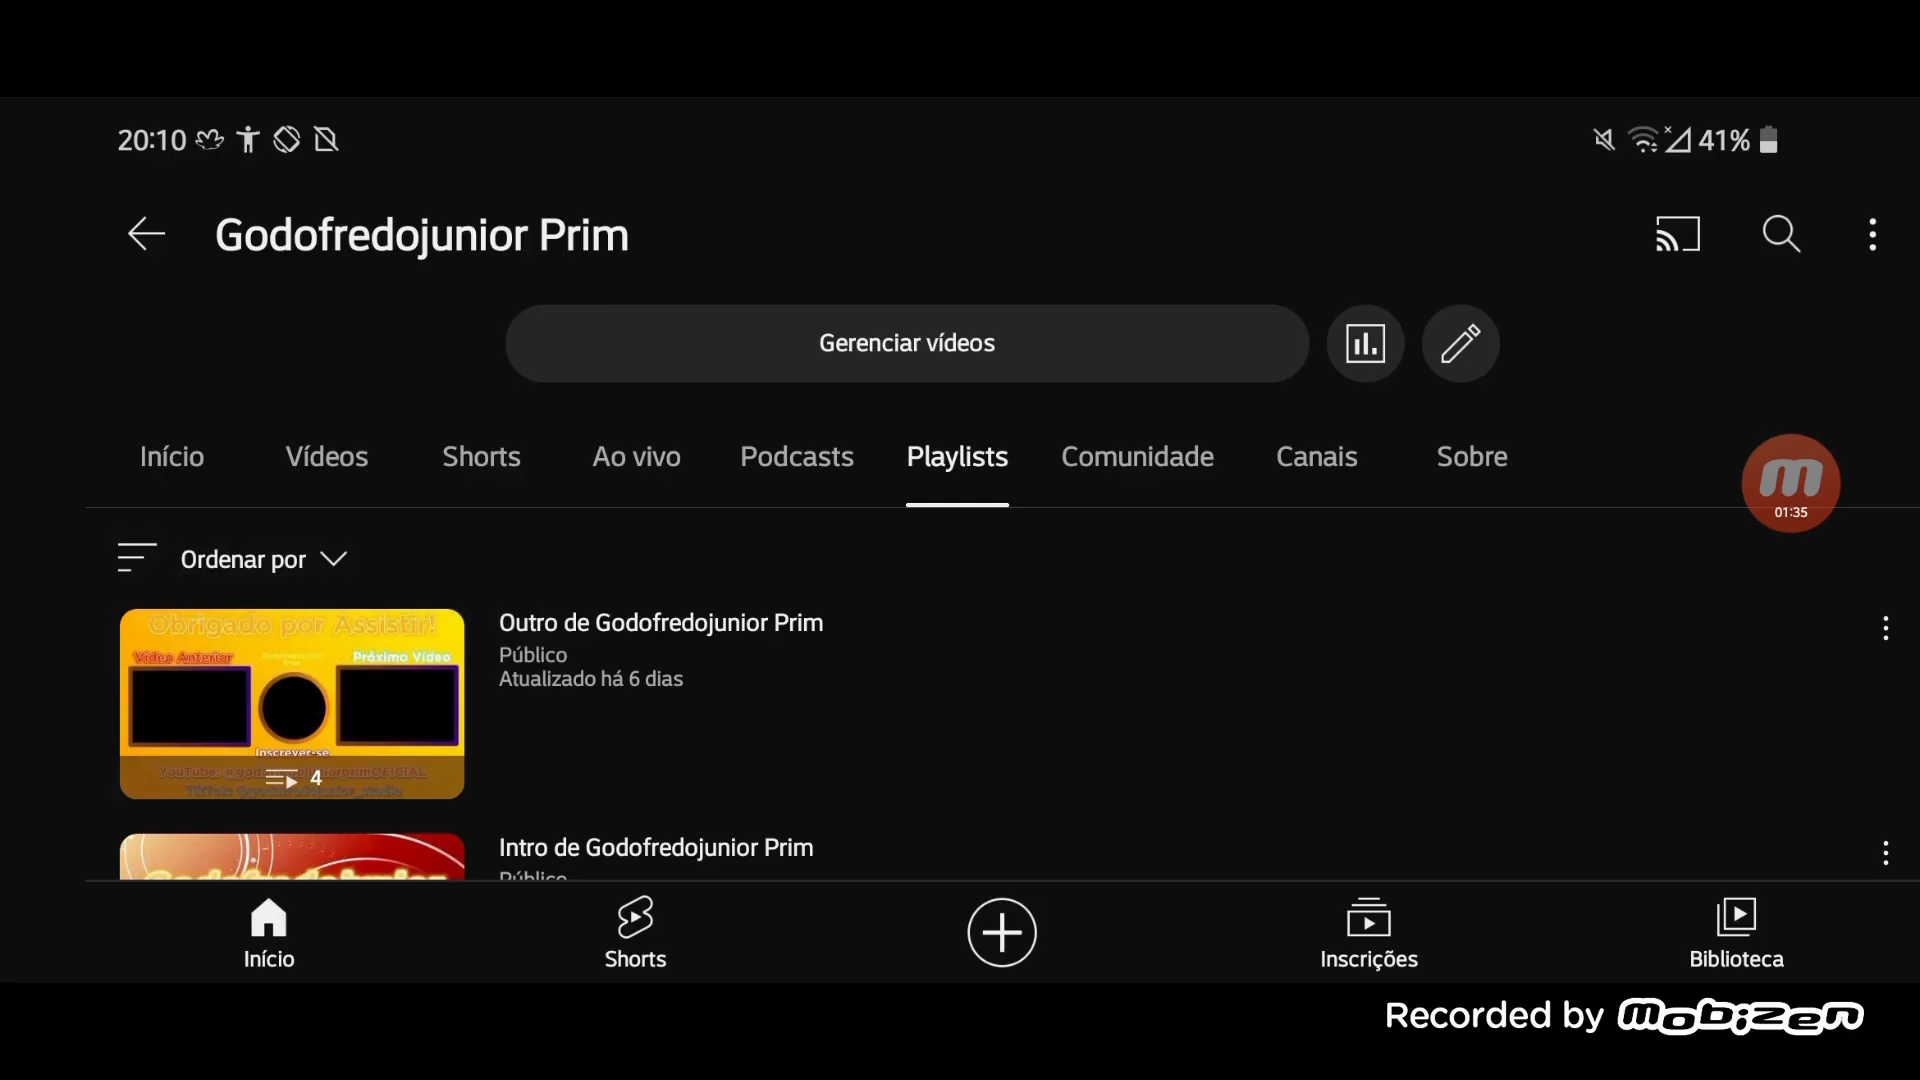 20:10
41%
Godofredojunior Prim
Gerenciar vídeos
Início
Vídeos
Shorts
Ao vivo
Podcasts
Playlists
Comunidade
Canais
Sobre
m
01:35
Ordenar por
Obrigado por Assistir!
Vídeo Anterior
Próximo Vídeo
Inscrever-se
4
Outro de Godofredojunior Prim
Público
Atualizado há 6 dias
Godofredojunior
Intro de Godofredojunior Prim
Público
Início
Shorts
Inscrições
Biblioteca
Recorded by mobizen